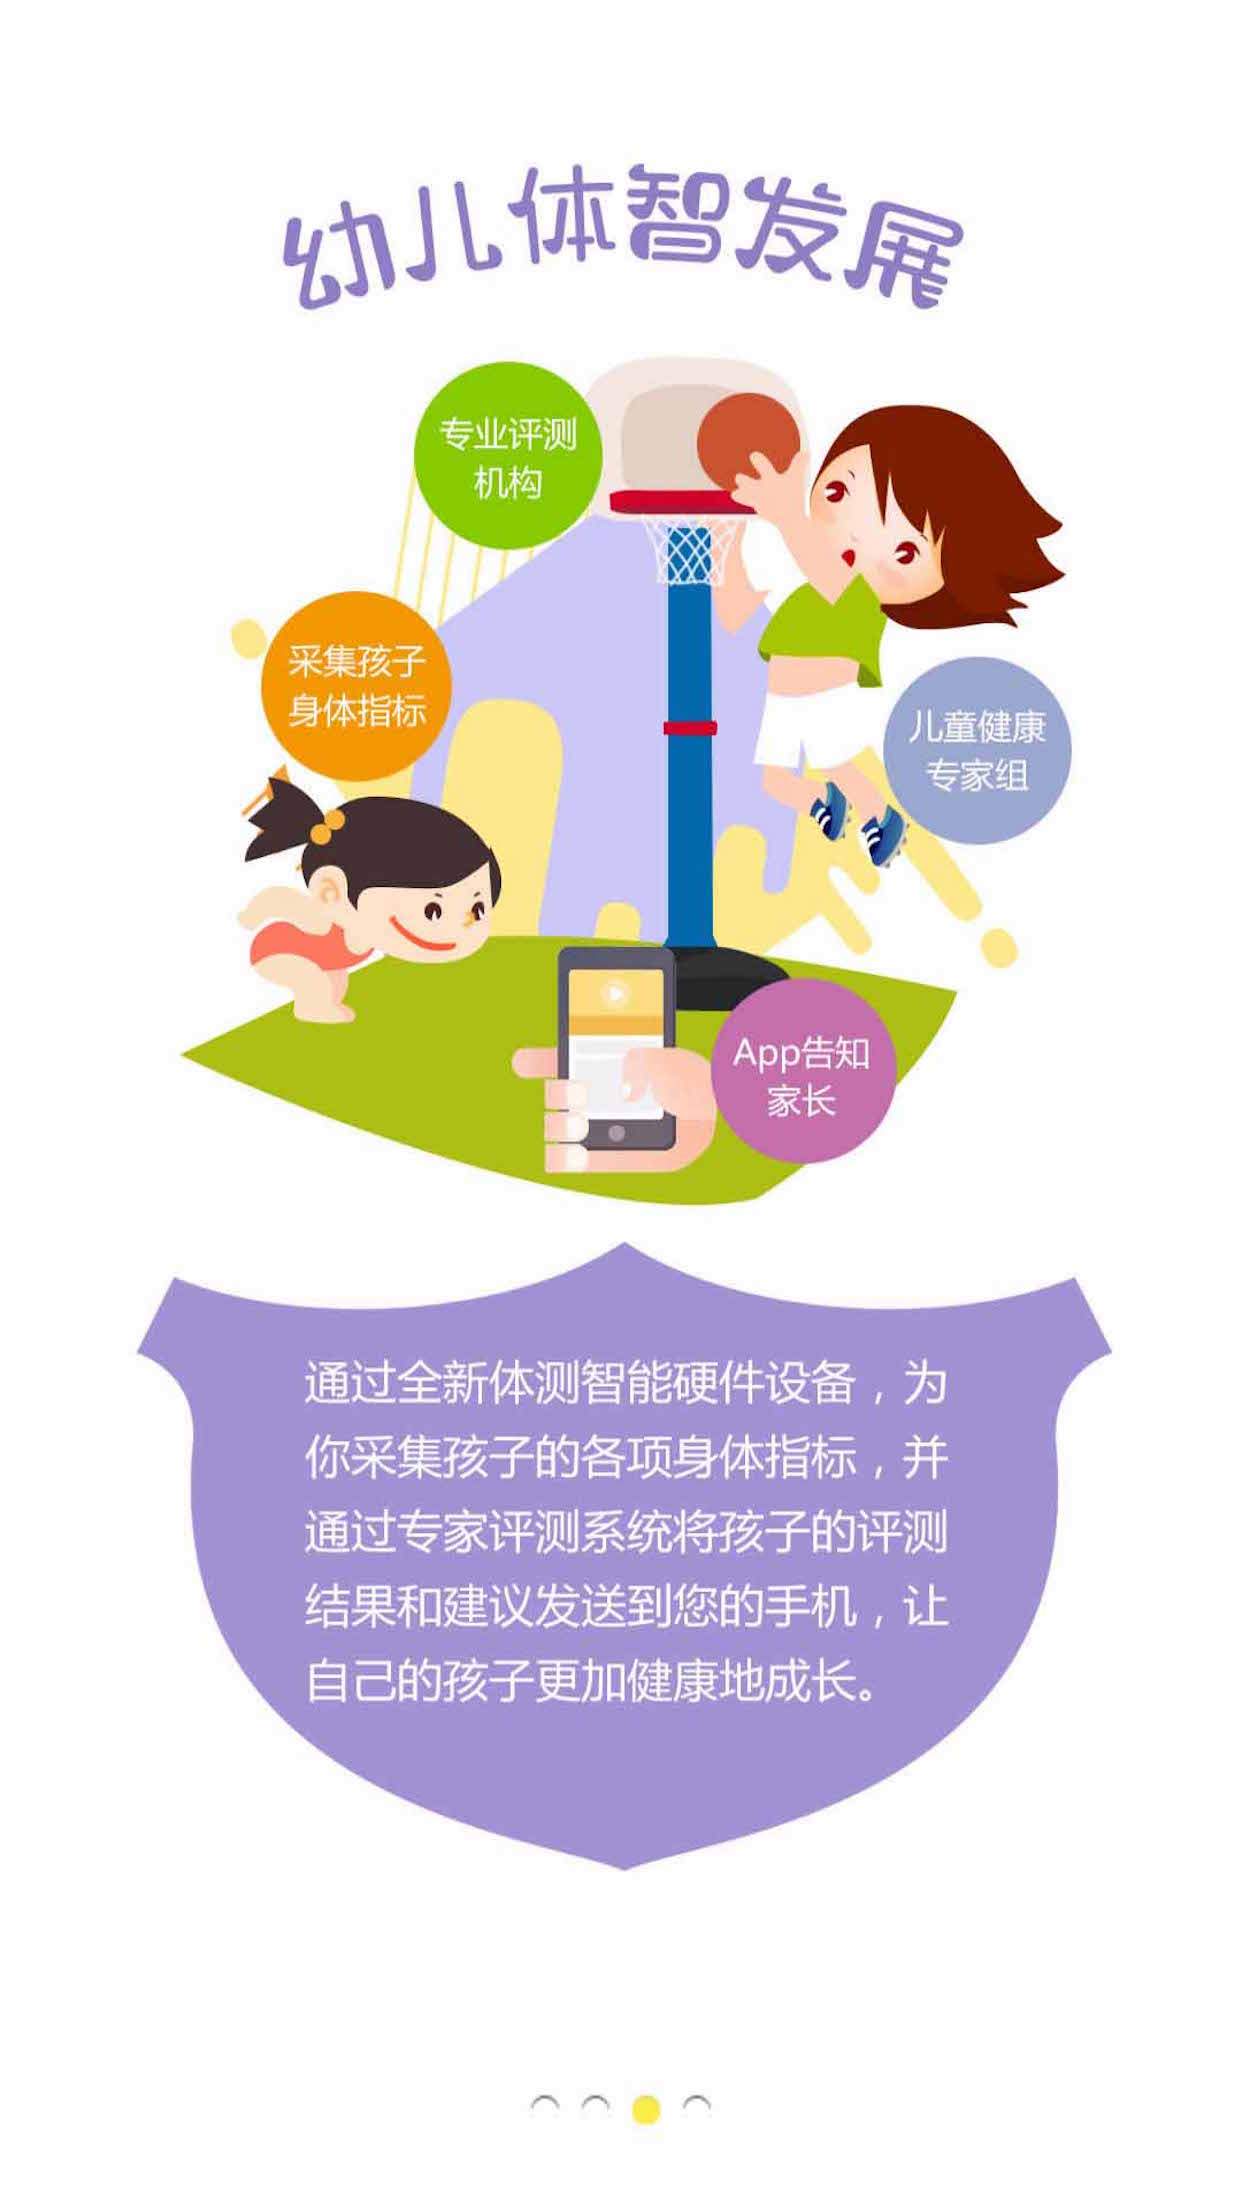 幼儿体智发展
专业评测
机构
采集孩子
身体指标
儿童健康
专家组
App告知
家长
通过全新体测智能硬件设备，为
你采集孩子的各项身体指标，并
通过专家评测系统将孩子的评测
结果和建议发送到您的手机，让
自己的孩子更加健康地成长。